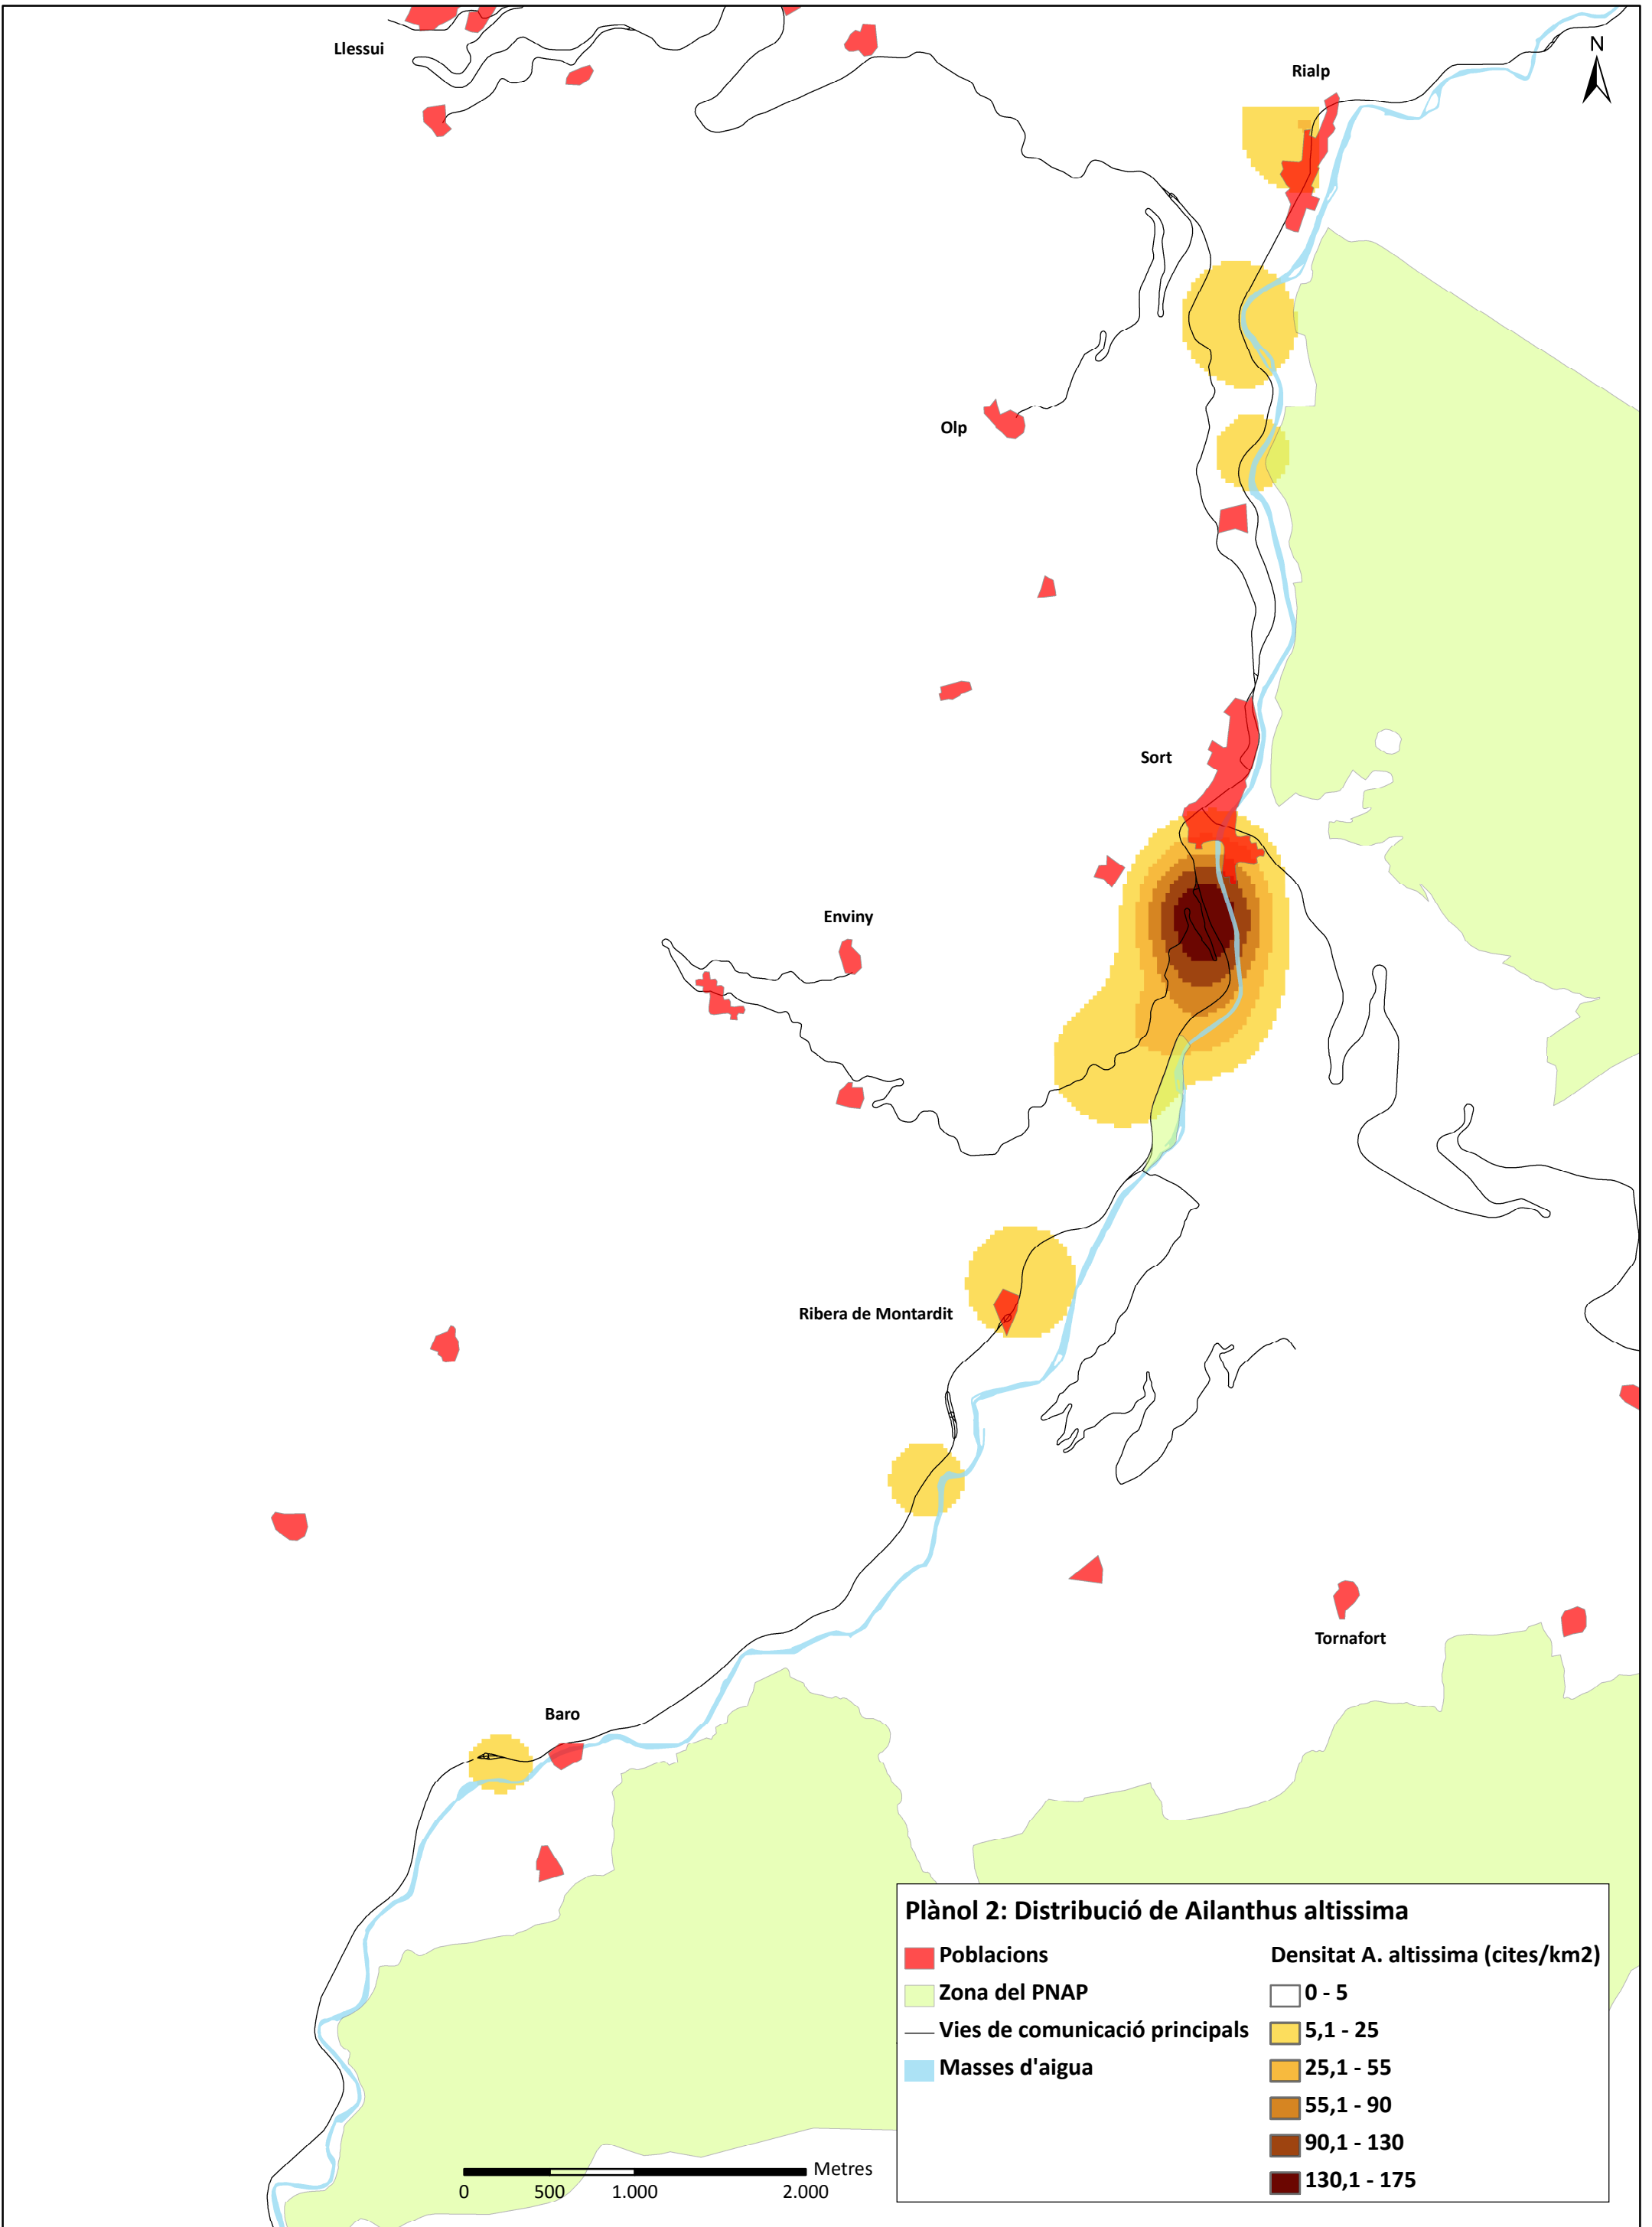 Llessui
Rialp
N
Olp
Sort
Enviny
Ribera de Montardit
Tornafort
Baro
Plànol 2: Distribució de Ailanthus altissima
Poblacions
Zona del PNAP
Vies de comunicació principals
Masses d'aigua
Densitat A. altissima (cites/km2)
0 - 5
5,1 - 25
25,1 - 55
55,1 - 90
90,1 - 130
130,1 - 175
Metres
0 500 1.000 2.000